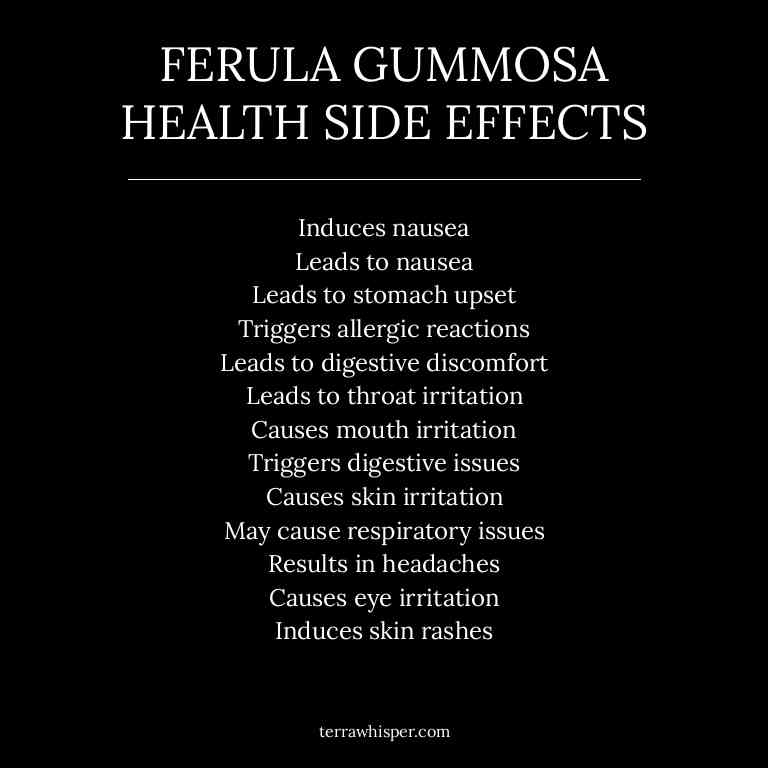 FERULA GUMMOSA
HEALTH SIDE EFFECTS
Induces nausea
Leads to nausea
Leads to stomach upset
Triggers allergic reactions
Leads to digestive discomfort
Leads to throat irritation
Causes mouth irritation
Triggers digestive issues
Causes skin irritation
May cause respiratory issues
Results in headaches
Causes eye irritation
Induces skin rashes
terrawhisper.com